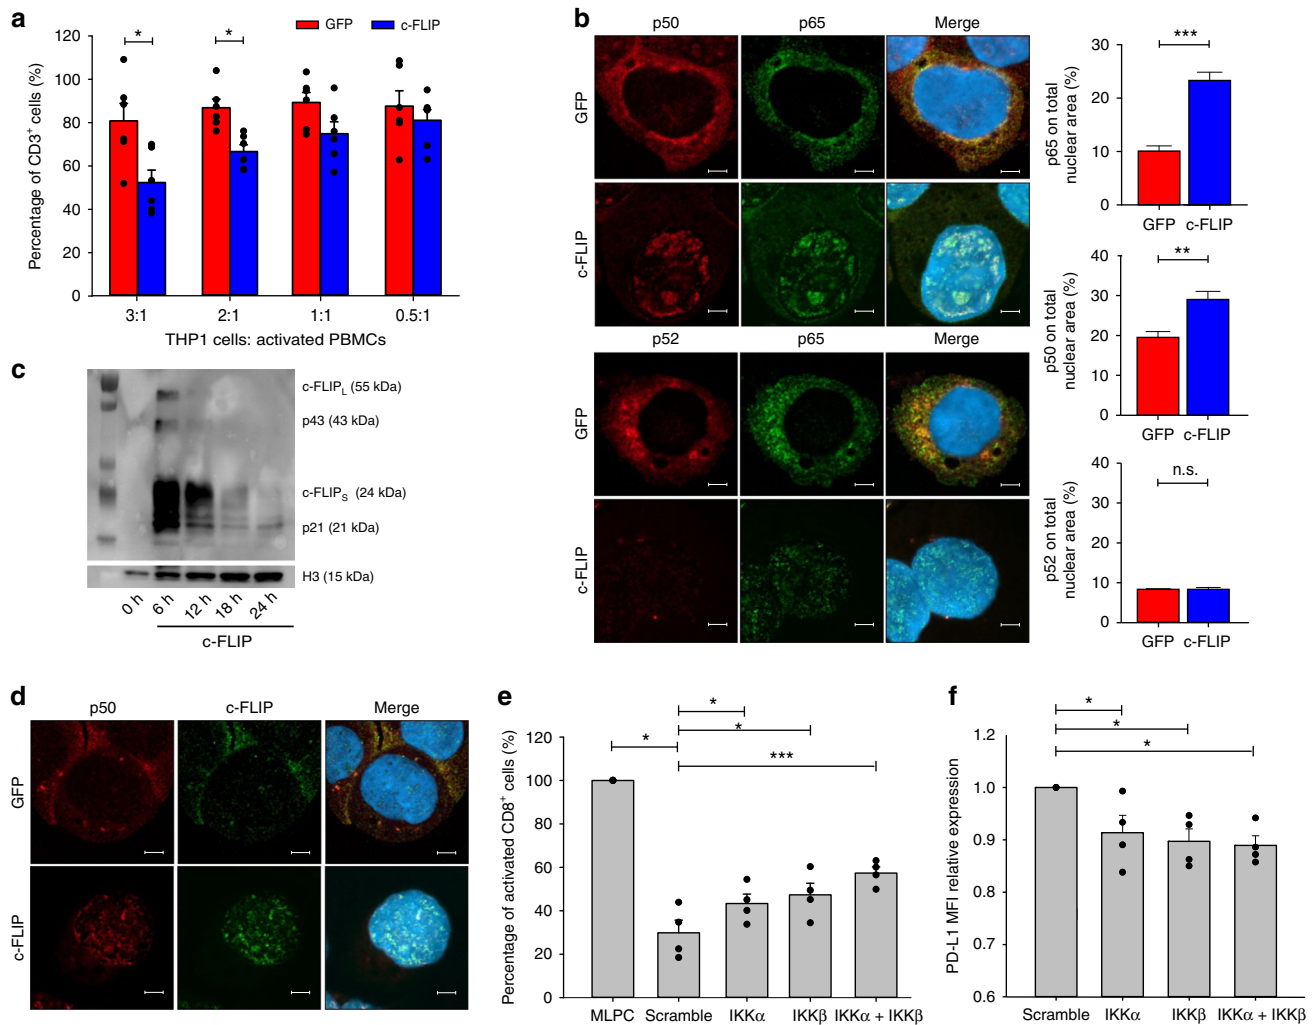 a
GFP
c-FLIP
Percentage of CD3+ cells (%)
120
100
80
60
40
20
0
*
*
3:1
2:1
1:1
0.5:1
THP1 cells: activated PBMCs
b
p50
p65
Merge
GFP
c-FLIP
p52
p65
Merge
GFP
c-FLIP
p65 on total
nuclear area (%)
30
20
10
0
***
GFP
c-FLIP
p50 on total
nuclear area (%)
40
30
20
10
0
**
GFP
c-FLIP
p52 on total
nuclear area (%)
40
30
20
10
0
n.s.
GFP
c-FLIP
c
c-FLIPL (55 kDa)
p43 (43 kDa)
c-FLIPS (24 kDa)
p21 (21 kDa)
H3 (15 kDa)
0 h
6 h
12 h
18 h
24 h
c-FLIP
d
p50
c-FLIP
Merge
GFP
c-FLIP
e
Percentage of activated CD8+ cells (%)
120
100
80
60
40
20
0
*
*
*
***
MLPC
Scramble
IKKα
IKKβ
IKKα + IKKβ
f
PD-L1 MFI relative expression
1.2
1.0
0.9
0.8
0.7
0.6
*
*
*
Scramble
IKKα
IKKβ
IKKα + IKKβ